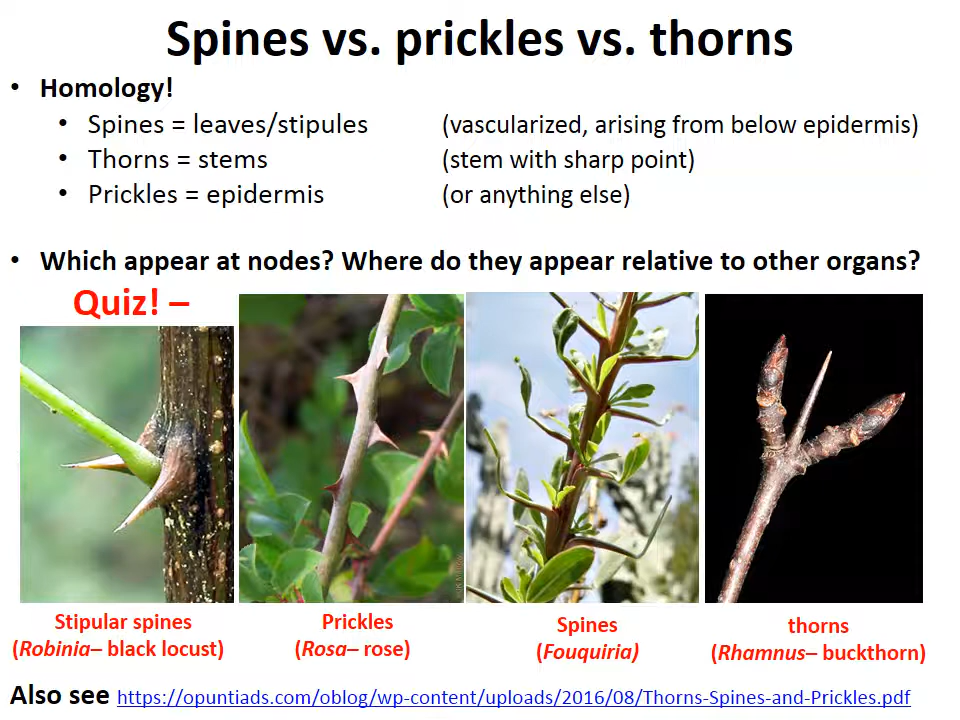 Spines vs. prickles vs. thorns
• Homology!
• Spines = leaves/stipules (vascularized, arising from below epidermis)
• Thorns = stems (stem with sharp point)
• Prickles = epidermis (or anything else)
• Which appear at nodes? Where do they appear relative to other organs?
Quiz! –
Stipular spines
(Robinia– black locust)
Prickles
(Rosa– rose)
Spines
(Fouquiria)
thorns
(Rhamnus– buckthorn)
Also see https://opuntiads.com/oblog/wp-content/uploads/2016/08/Thorns-Spines-and-Prickles.pdf